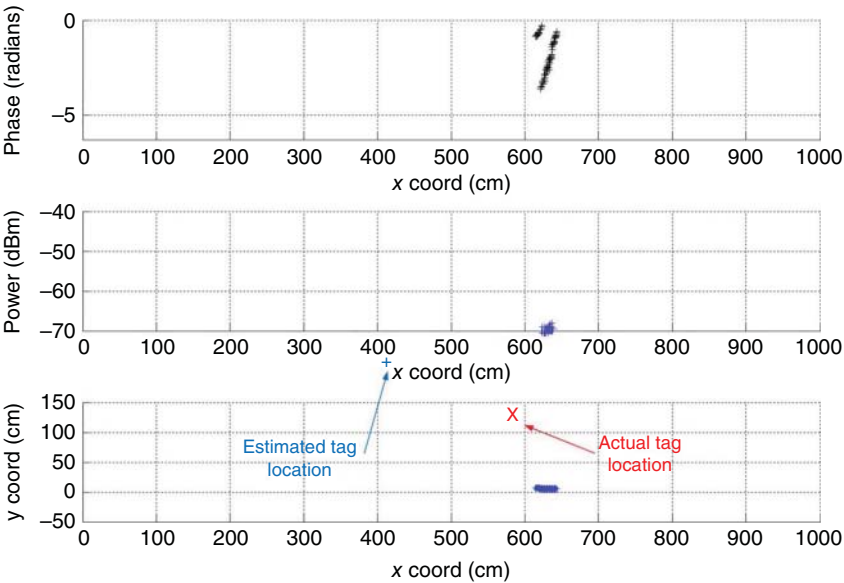 Phase (radians)
0
–5
0 100 200 300 400 500 600 700 800 900 1000
x coord (cm)
Power (dBm)
–40
–50
–60
–70
0 100 200 300 400 500 600 700 800 900 1000
x coord (cm)
y coord (cm)
150
100
50
0
–50
X
Estimated tag
location
Actual tag
location
0 100 200 300 400 500 600 700 800 900 1000
x coord (cm)